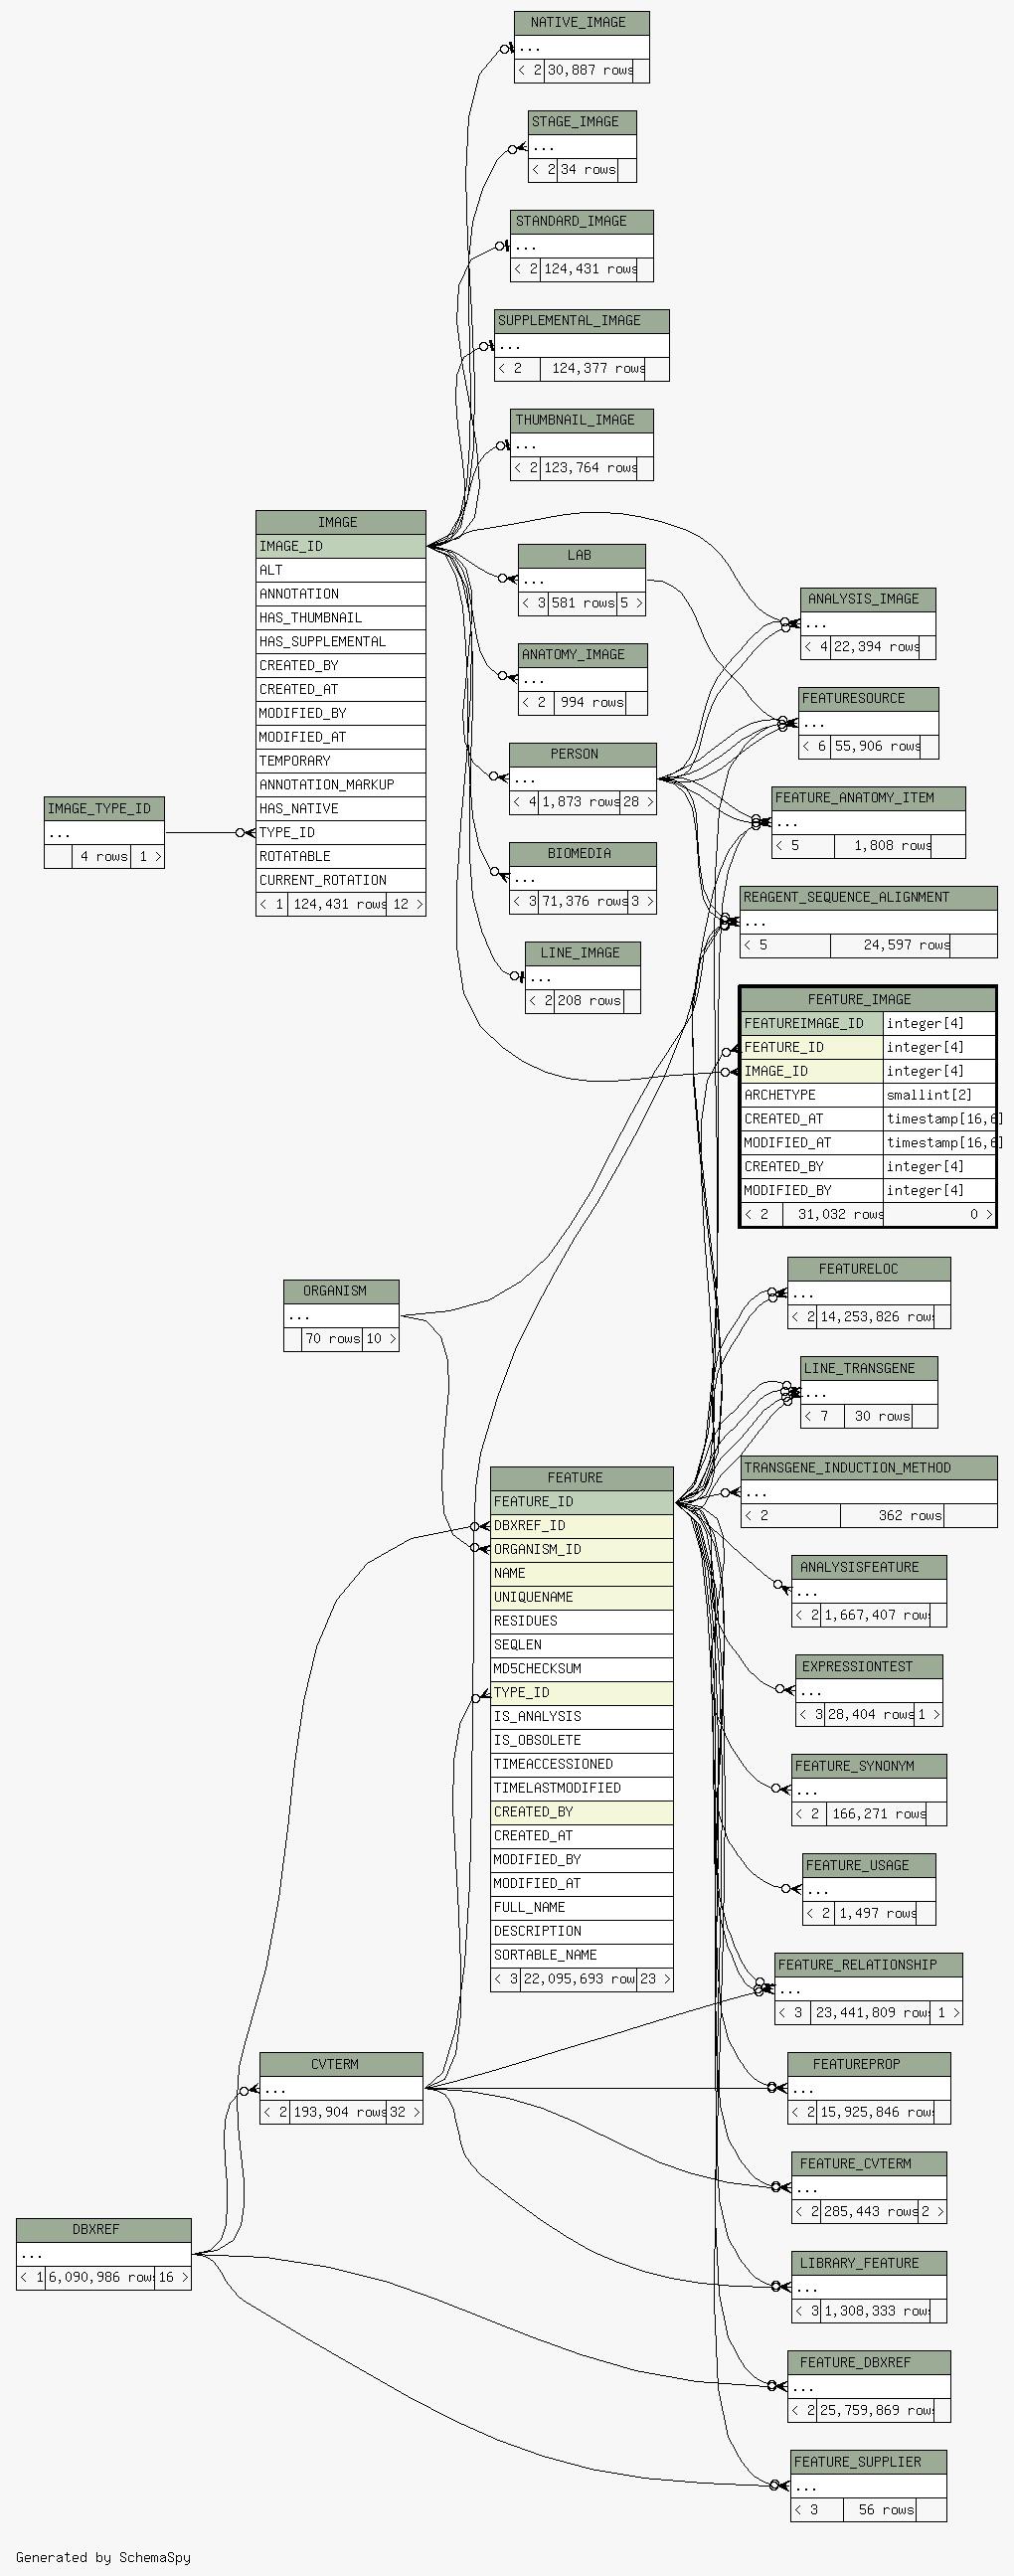 NATIVE_IMAGE
...
< 2 30,887 rows
STAGE_IMAGE
...
< 2 34 rows
STANDARD_IMAGE
...
< 2 124,431 rows
SUPPLEMENTAL_IMAGE
...
< 2 124,377 rows
THUMBNAIL_IMAGE
...
< 2 123,764 rows
IMAGE
IMAGE_ID
ALT
ANNOTATION
HAS_THUMBNAIL
HAS_SUPPLEMENTAL
CREATED_BY
CREATED_AT
MODIFIED_BY
MODIFIED_AT
TEMPORARY
ANNOTATION_MARKUP
HAS_NATIVE
TYPE_ID
ROTATABLE
CURRENT_ROTATION
< 1 124,431 rows 12 >
IMAGE_TYPE_ID
...
4 rows 1 >
LAB
...
< 3 581 rows 5 >
ANATOMY_IMAGE
...
< 2 994 rows
PERSON
...
< 4 1,873 rows 28 >
BIOMEDIA
...
< 3 71,376 rows 3 >
LINE_IMAGE
...
< 2 208 rows
ANALYSIS_IMAGE
...
< 4 22,394 rows
FEATURESOURCE
...
< 6 55,906 rows
FEATURE_ANATOMY_ITEM
...
< 5 1,808 rows
REAGENT_SEQUENCE_ALIGNMENT
...
< 5 24,597 rows
FEATURE_IMAGE
FEATUREIMAGE_ID integer[4]
FEATURE_ID integer[4]
IMAGE_ID integer[4]
ARCHETYPE smallint[2]
CREATED_AT timestamp[16,6]
MODIFIED_AT timestamp[16,6]
CREATED_BY integer[4]
MODIFIED_BY integer[4]
< 2 31,032 rows 0 >
FEATURELOC
...
< 2 14,253,826 rows
ORGANISM
...
70 rows 10 >
LINE_TRANSGENE
...
< 7 30 rows
TRANSGENE_INDUCTION_METHOD
...
< 2 362 rows
FEATURE
FEATURE_ID
DBXREF_ID
ORGANISM_ID
NAME
UNIQUENAME
RESIDUES
SEQLEN
MD5CHECKSUM
TYPE_ID
IS_ANALYSIS
IS_OBSOLETE
TIMEACCESSIONED
TIMELASTMODIFIED
CREATED_BY
CREATED_AT
MODIFIED_BY
MODIFIED_AT
FULL_NAME
DESCRIPTION
SORTABLE_NAME
< 3 22,095,693 row 23 >
ANALYSISFEATURE
...
< 2 1,667,407 rows
EXPRESSIONTEST
...
< 3 28,404 rows 1 >
FEATURE_SYNONYM
...
< 2 166,271 rows
FEATURE_USAGE
...
< 2 1,497 rows
FEATURE_RELATIONSHIP
...
< 3 23,441,809 rows 1 >
CVTERM
...
< 2 193,904 rows 32 >
FEATUREPROP
...
< 2 15,925,846 rows
FEATURE_CVTERM
...
< 2 285,443 rows 2 >
DBXREF
...
< 1 6,090,986 rows 16 >
LIBRARY_FEATURE
...
< 3 1,308,333 rows
FEATURE_DBXREF
...
< 2 25,759,869 rows
FEATURE_SUPPLIER
...
< 3 56 rows
Generated by SchemaSpy